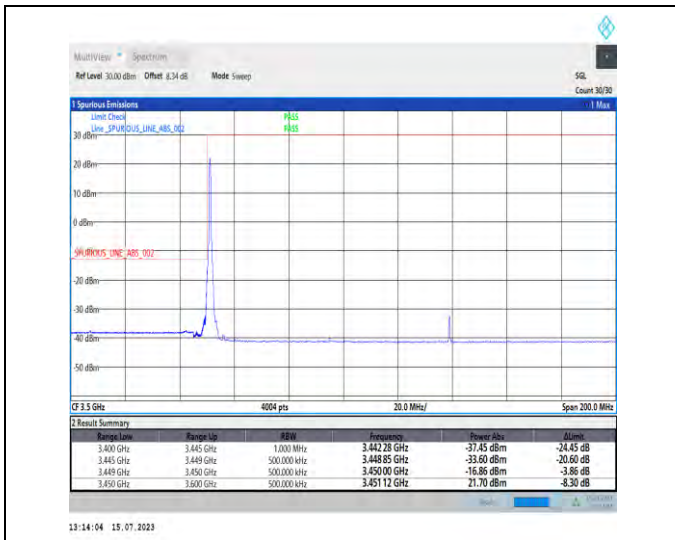 MultiView Spectrum
Ref Level 30.00 dBm Offset 8.34 dB Mode Sweep SGL
Count 30/30
1 Spurious Emissions 1 Max
Limit Check PASS
Line _SPURIOUS_LINE_ABS_002 PASS
30 dBm
20 dBm
10 dBm
0 dBm
_SPURIOUS_LINE_ABS_002
-20 dBm
-30 dBm
-40 dBm
-50 dBm
CF 3.5 GHz 4004 pts 20.0 MHz/ Span 200.0 MHz
2 Result Summary
Range Low Range Up RBW Frequency Power Abs ΔLimit
3.400 GHz 3.445 GHz 1.000 MHz 3.442 28 GHz -37.45 dBm -24.45 dB
3.445 GHz 3.449 GHz 500.000 kHz 3.448 85 GHz -33.60 dBm -20.60 dB
3.449 GHz 3.450 GHz 500.000 kHz 3.450 00 GHz -16.86 dBm -3.86 dB
3.450 GHz 3.600 GHz 500.000 kHz 3.451 12 GHz 21.70 dBm -8.30 dB
13:14:04 15.07.2023